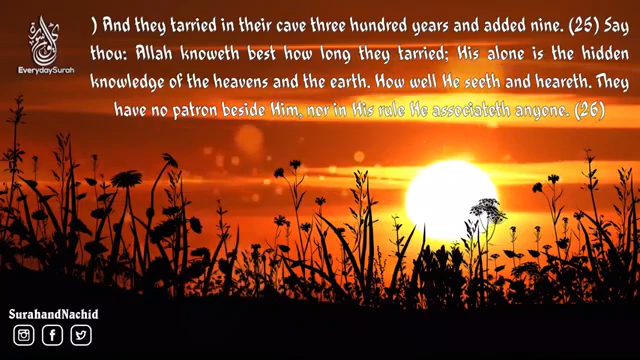 ) And they tarried in their cave three hundred years and added nine. (25) Say
thou: Allah knoweth best how long they tarried; His alone is the hidden
knowledge of the heavens and the earth. How well He seeth and heareth. They
have no patron beside Him, nor in His rule He associateth anyone. (26)
EverydaySurah
SurahandNachid